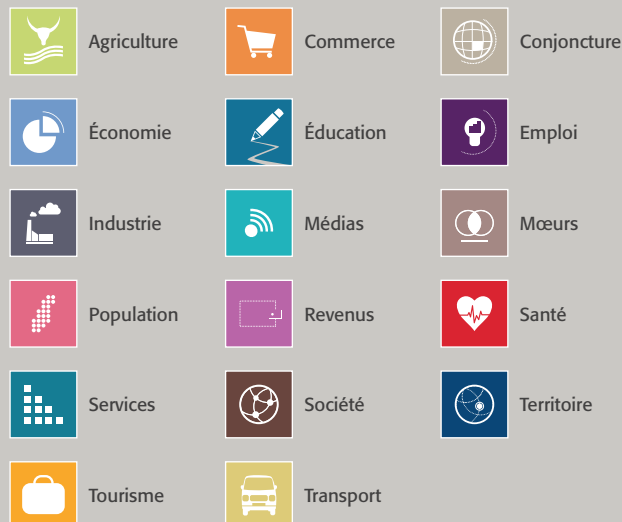 Agriculture
Commerce
Conjoncture
Économie
Éducation
Emploi
Industrie
Médias
Mœurs
Population
Revenus
Santé
Services
Société
Territoire
Tourisme
Transport